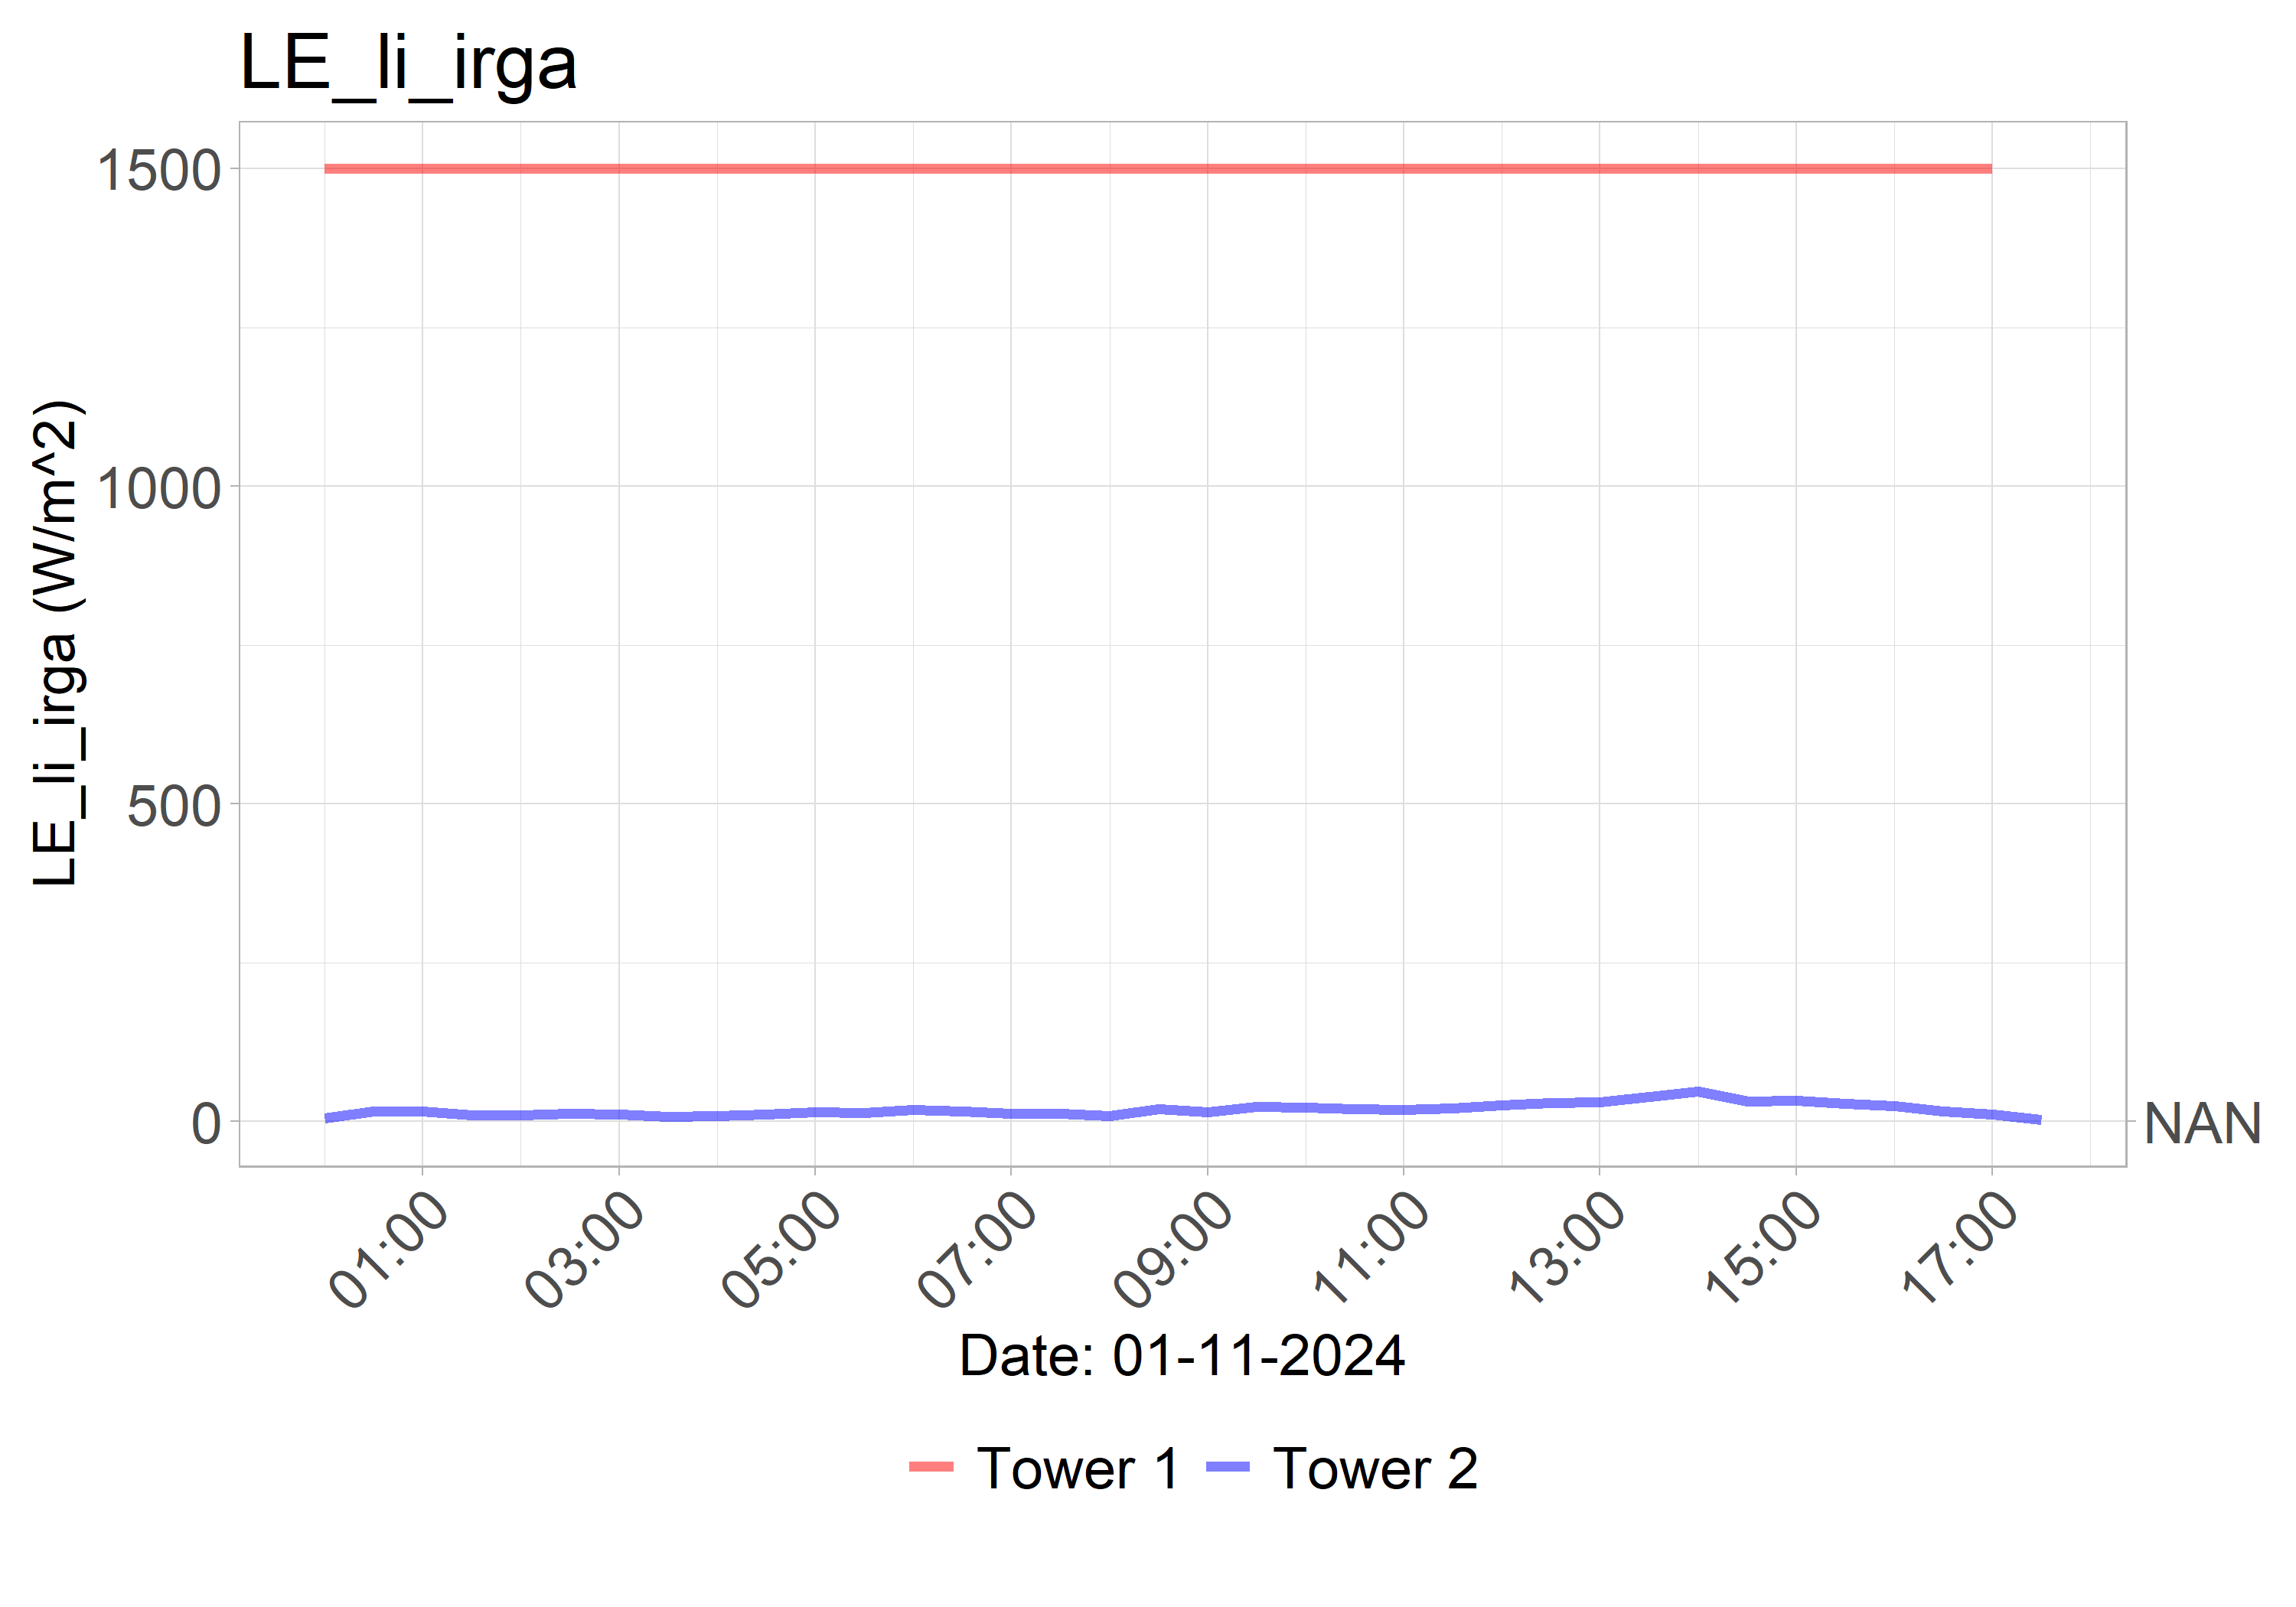 LE_li_irga
LE_li_irga (W/m^2)
1500
1000
500
0
NAN
01:00 03:00 05:00 07:00 09:00 11:00 13:00 15:00 17:00
Date: 01-11-2024
Tower 1 Tower 2